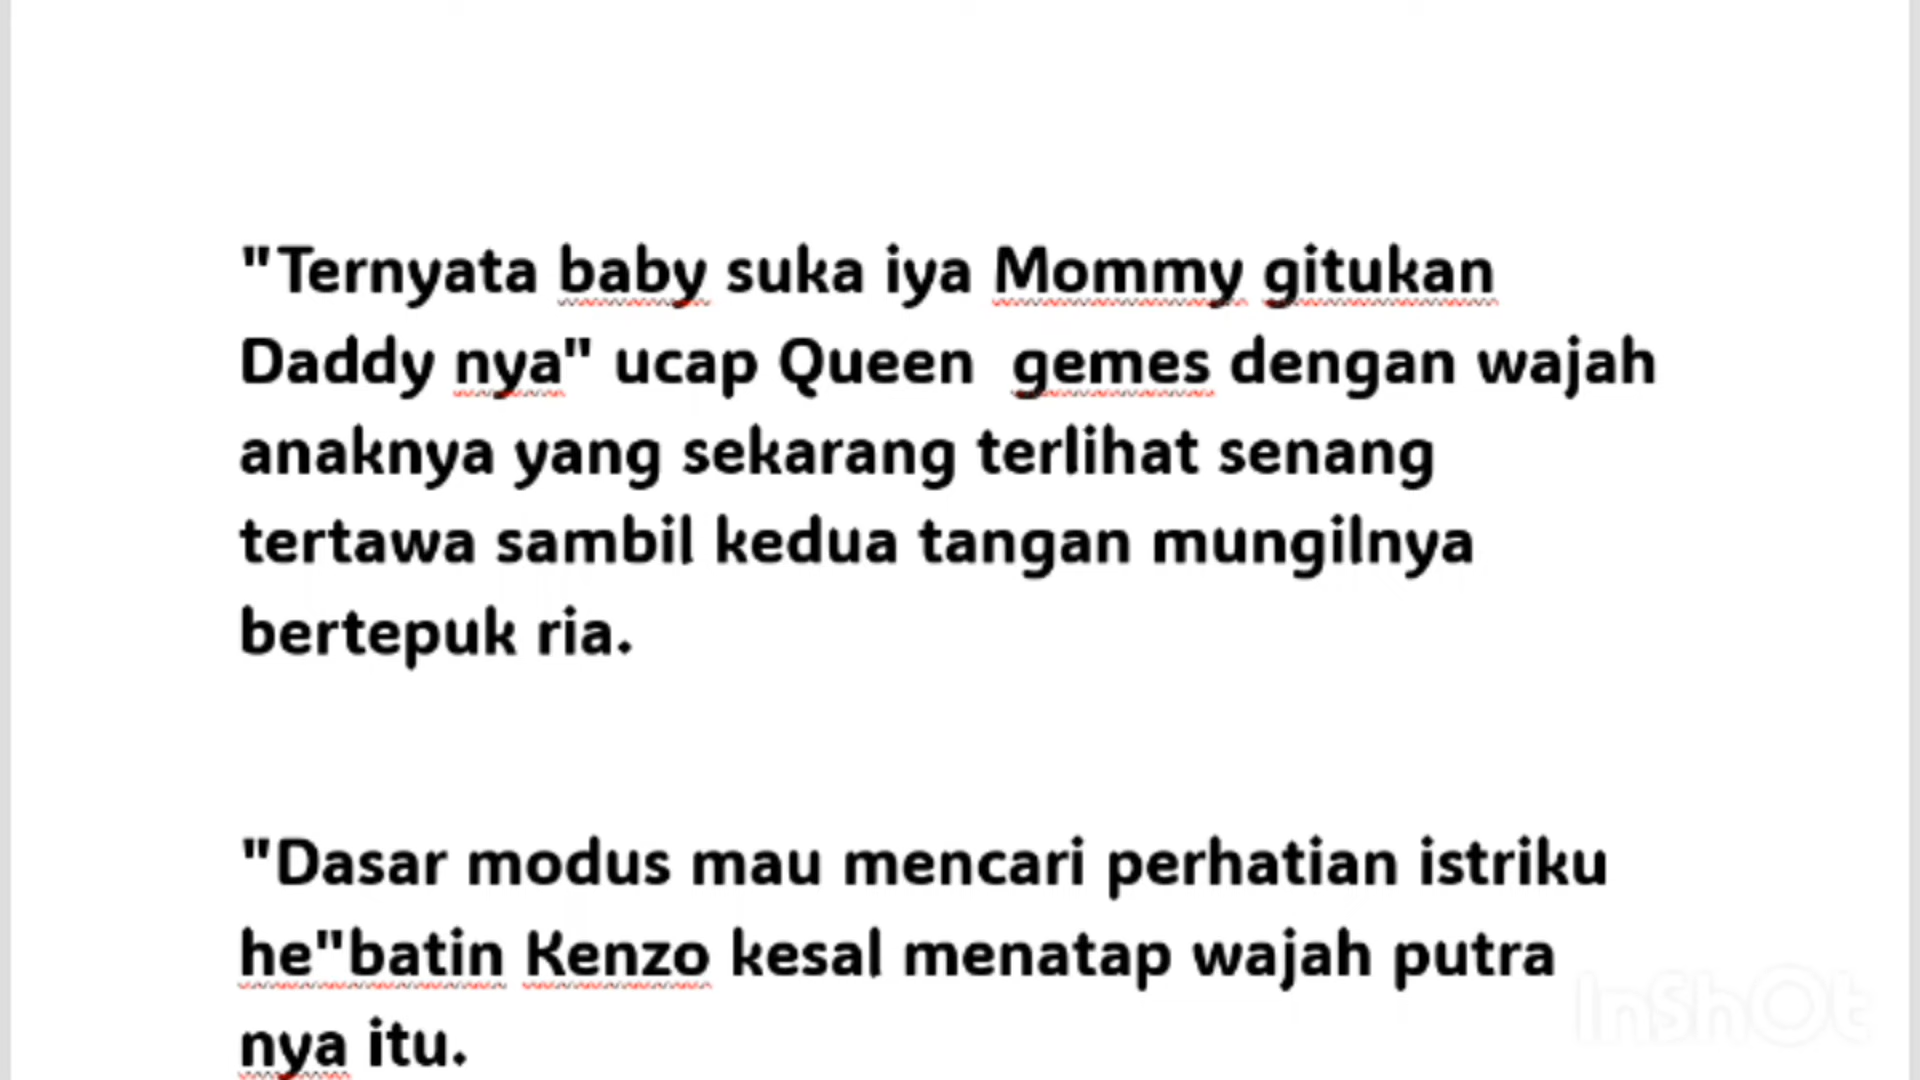 "Ternyata baby suka iya Mommy gitukan
Daddy nya" ucap Queen  gemes dengan wajah
anaknya yang sekarang terlihat senang
tertawa sambil kedua tangan mungilnya
bertepuk ria.
"Dasar modus mau mencari perhatian istriku
he"batin Kenzo kesal menatap wajah putra
nya itu.
InShOt